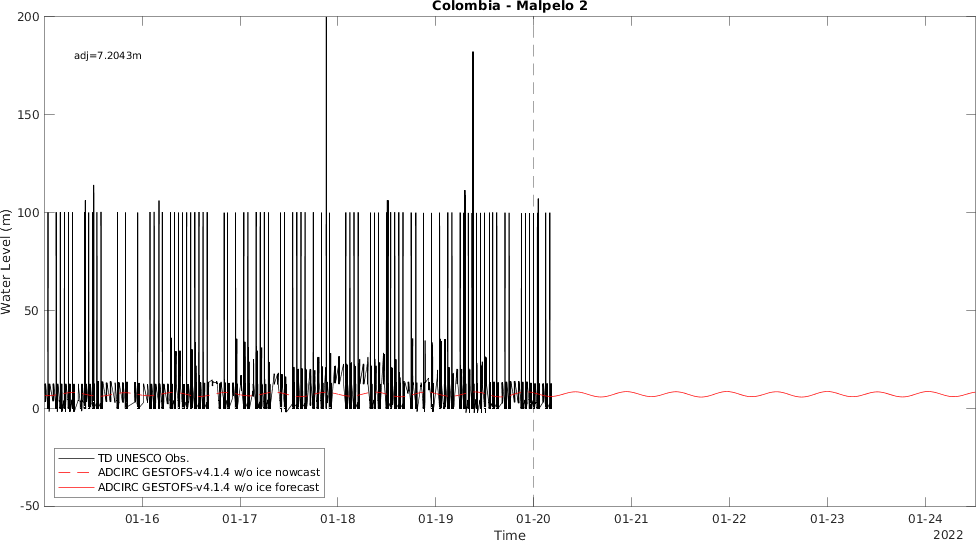 Colombia - Malpelo 2
adj=7.2043m
Water Level (m)
200
150
100
50
0
-50
TD UNESCO Obs.
ADCIRC GESTOFS-v4.1.4 w/o ice nowcast
ADCIRC GESTOFS-v4.1.4 w/o ice forecast
01-16 01-17 01-18 01-19 01-20 01-21 01-22 01-23 01-24
Time
2022